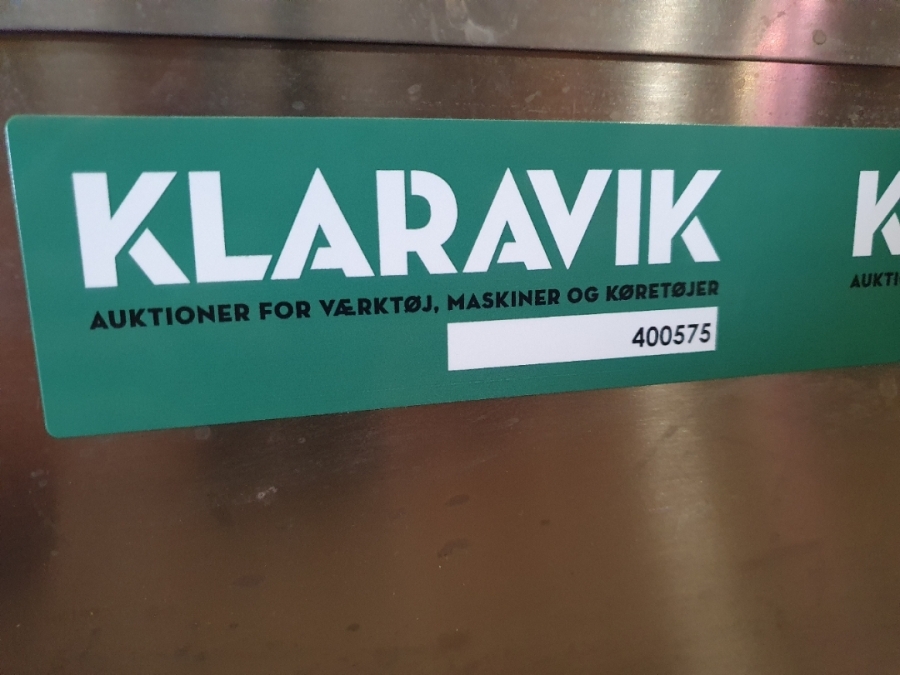 KLARAVIK
AUKTIONER FOR VÆRKTØJ, MASKINER OG KØRETØJER
400575